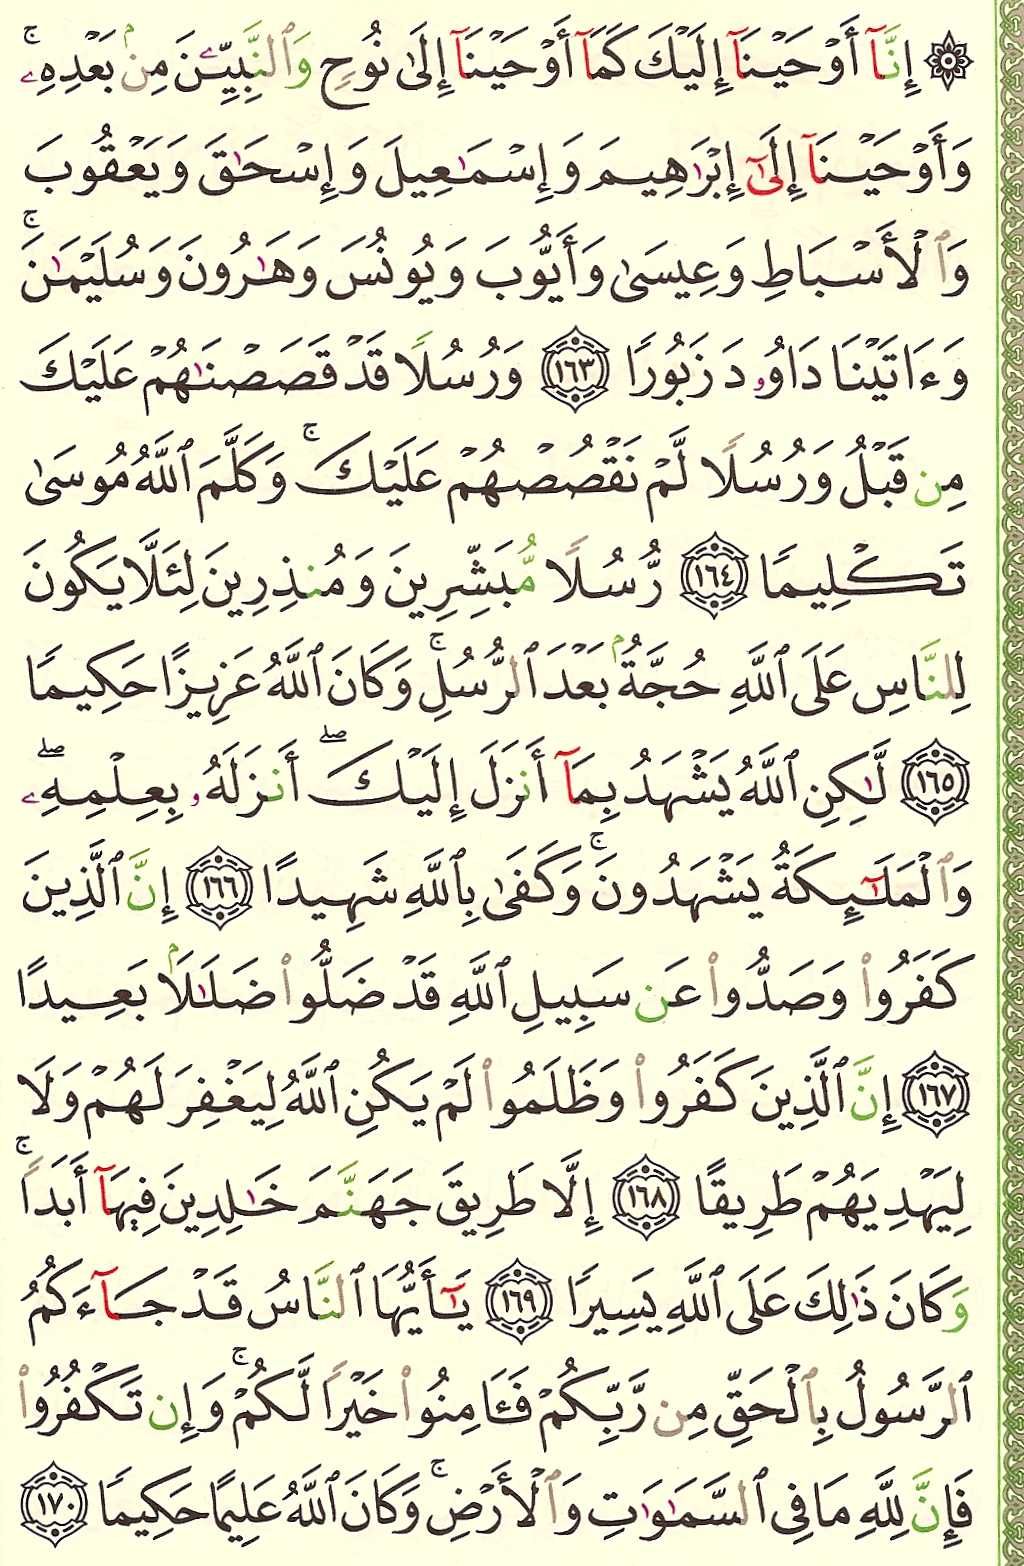 ۞ إِنَّآ أَوْحَيْنَآ إِلَيْكَ كَمَآ أَوْحَيْنَآ إِلَىٰ نُوحٍ وَٱلنَّبِيِّـۧنَ مِنۢ بَعْدِهِۦ ۚ
وَأَوْحَيْنَآ إِلَىٰٓ إِبْرَٰهِيمَ وَإِسْمَـٰعِيلَ وَإِسْحَـٰقَ وَيَعْقُوبَ
وَٱلْأَسْبَاطِ وَعِيسَىٰ وَأَيُّوبَ وَيُونُسَ وَهَـٰرُونَ وَسُلَيْمَـٰنَ ۚ
وَءَاتَيْنَا دَاوُۥدَ زَبُورًا ١٦٣ وَرُسُلًا قَدْ قَصَصْنَـٰهُمْ عَلَيْكَ
مِن قَبْلُ وَرُسُلًا لَّمْ نَقْصُصْهُمْ عَلَيْكَ ۚ وَكَلَّمَ ٱللَّهُ مُوسَىٰ
تَكْلِيمًا ١٦٤ رُّسُلًا مُّبَشِّرِينَ وَمُنذِرِينَ لِئَلَّا يَكُونَ
لِلنَّاسِ عَلَى ٱللَّهِ حُجَّةٌۢ بَعْدَ ٱلرُّسُلِ ۚ وَكَانَ ٱللَّهُ عَزِيزًا حَكِيمًا
١٦٥ لَّـٰكِنِ ٱللَّهُ يَشْهَدُ بِمَآ أَنزَلَ إِلَيْكَ ۖ أَنزَلَهُۥ بِعِلْمِهِۦ ۖ
وَٱلْمَلَـٰٓئِكَةُ يَشْهَدُونَ ۚ وَكَفَىٰ بِٱللَّهِ شَهِيدًا ١٦٦ إِنَّ ٱلَّذِينَ
كَفَرُوا۟ وَصَدُّوا۟ عَن سَبِيلِ ٱللَّهِ قَدْ ضَلُّوا۟ ضَلَـٰلًۢا بَعِيدًا
١٦٧ إِنَّ ٱلَّذِينَ كَفَرُوا۟ وَظَلَمُوا۟ لَمْ يَكُنِ ٱللَّهُ لِيَغْفِرَ لَهُمْ وَلَا
لِيَهْدِيَهُمْ طَرِيقًا ١٦٨ إِلَّا طَرِيقَ جَهَنَّمَ خَـٰلِدِينَ فِيهَآ أَبَدًا ۚ
وَكَانَ ذَٰلِكَ عَلَى ٱللَّهِ يَسِيرًا ١٦٩ يَـٰٓأَيُّهَا ٱلنَّاسُ قَدْ جَآءَكُمُ
ٱلرَّسُولُ بِٱلْحَقِّ مِن رَّبِّكُمْ فَـَٔامِنُوا۟ خَيْرًا لَّكُمْ ۚ وَإِن تَكْفُرُوا۟
فَإِنَّ لِلَّهِ مَا فِى ٱلسَّمَـٰوَٰتِ وَٱلْأَرْضِ ۚ وَكَانَ ٱللَّهُ عَلِيمًا حَكِيمًا ١٧٠